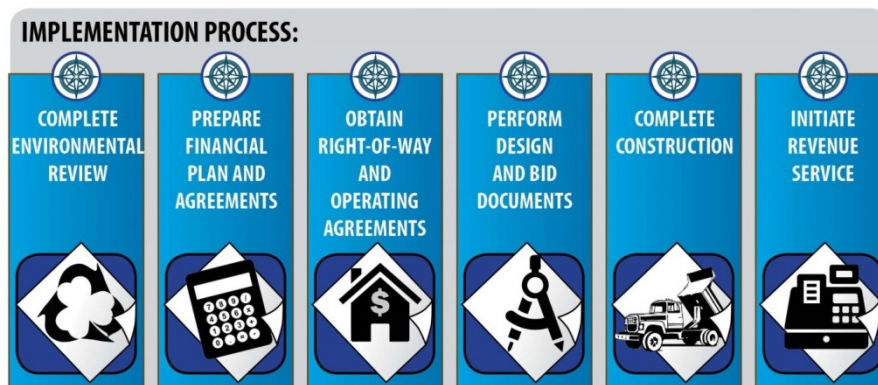 IMPLEMENTATION PROCESS:
COMPLETE
ENVIRONMENTAL
REVIEW
PREPARE
FINANCIAL
PLAN AND
AGREEMENTS
OBTAIN
RIGHT-OF-WAY
AND
OPERATING
AGREEMENTS
PERFORM
DESIGN
AND BID
DOCUMENTS
COMPLETE
CONSTRUCTION
INITIATE
REVENUE
SERVICE
$